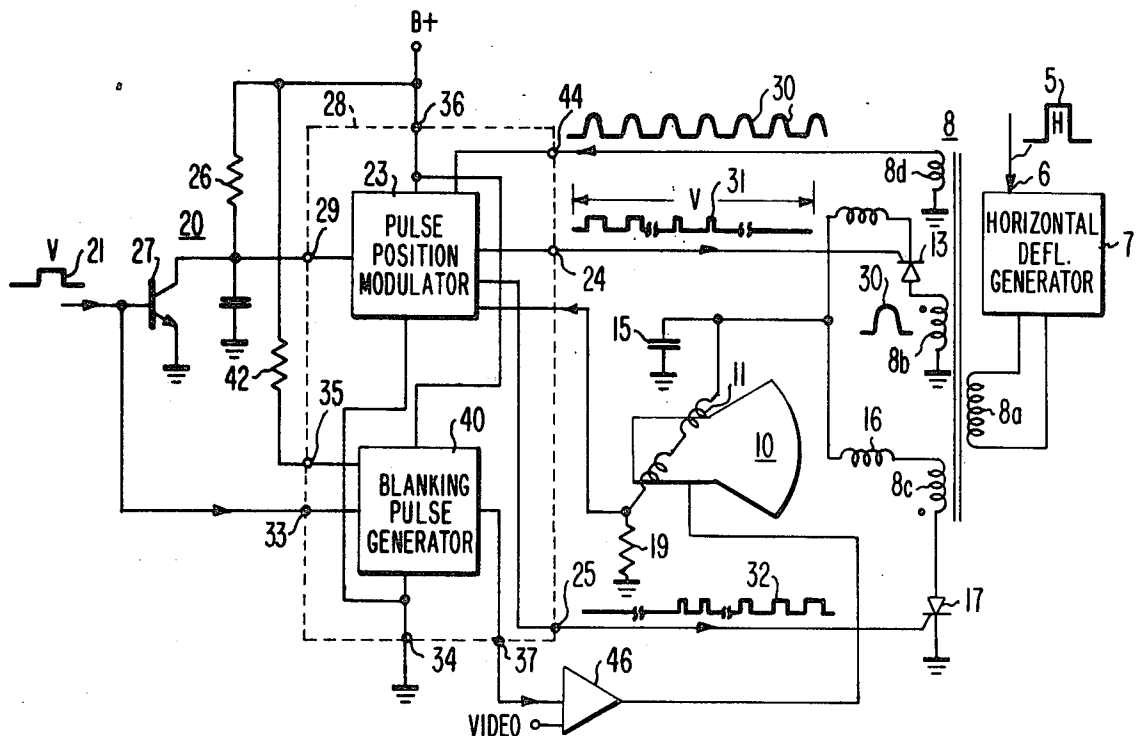 B+
36
28
44
30
5
H
8
6
8d
26
20
23
29
PULSE
POSITION
MODULATOR
V
31
24
13
HORIZONTAL
DEFL.
GENERATOR
7
V
21
27
30
8b
15
11
10
16
8a
42
35
40
8c
BLANKING
PULSE
GENERATOR
33
19
25
32
17
34
37
46
VIDEO